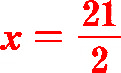 x = 21/2